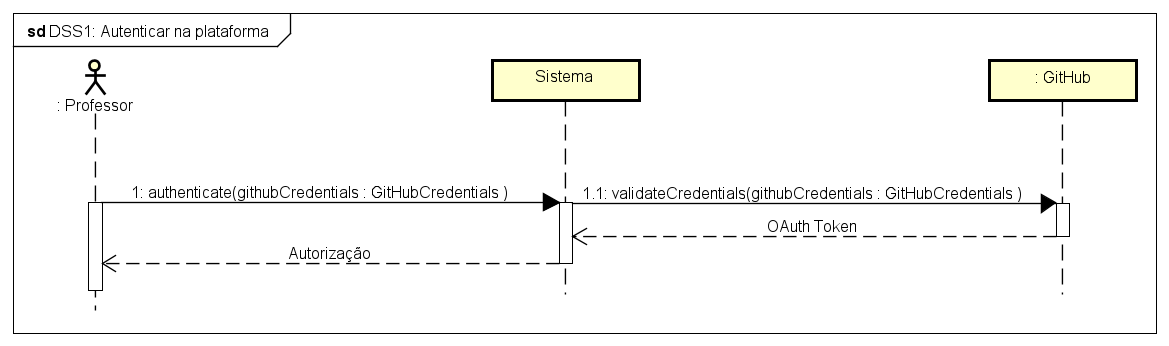 sd DSS1: Autenticar na plataforma
: Professor
Sistema
: GitHub
1: authenticate(githubCredentials : GitHubCredentials )
1.1: validateCredentials(githubCredentials : GitHubCredentials )
OAuth Token
Autorização